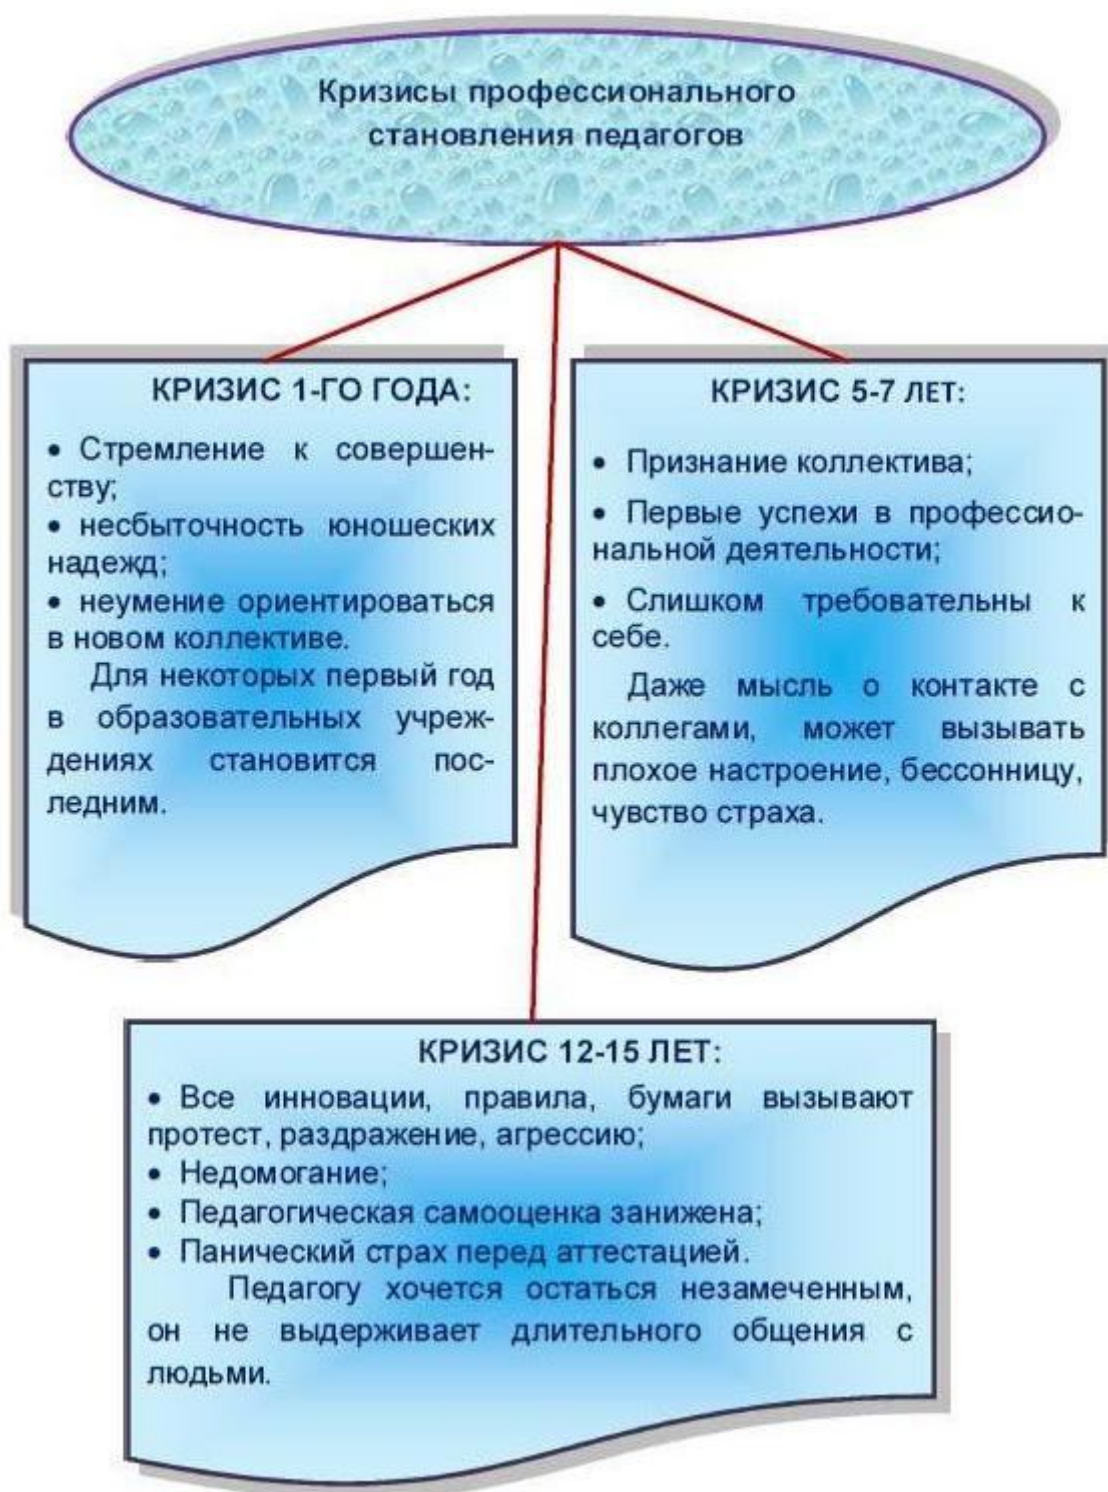 Кризисы профессионального
становления педагогов
КРИЗИС 1-ГО ГОДА:
• Стремление к совершен-
ству;
• несбыточность юношеских
надежд;
• неумение ориентироваться
в новом коллективе.
Для некоторых первый год
в образовательных учреж-
дениях становится пос-
ледним.
КРИЗИС 5-7 ЛЕТ:
• Признание коллектива;
• Первые успехи в профессио-
нальной деятельности;
• Слишком требовательны к
себе.
Даже мысль о контакте с
коллегами, может вызывать
плохое настроение, бессонницу,
чувство страха.
КРИЗИС 12-15 ЛЕТ:
• Все инновации, правила, бумаги вызывают
протест, раздражение, агрессию;
• Недомогание;
• Педагогическая самооценка занижена;
• Панический страх перед аттестацией.
Педагогу хочется остаться незамеченным,
он не выдерживает длительного общения с
людьми.